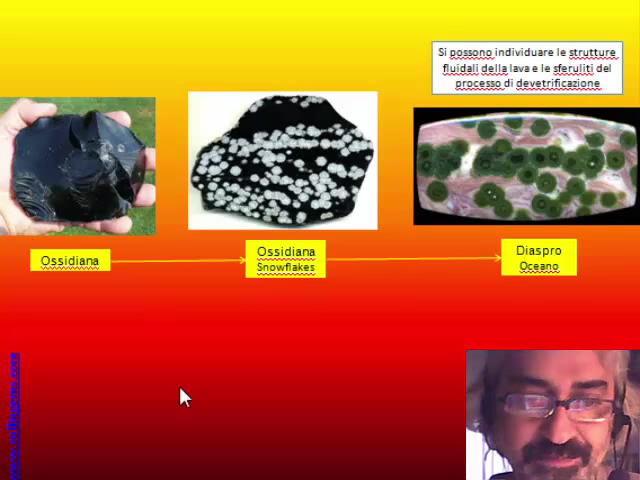 Si possono individuare le strutture
fluidali della lava e le sferuliti del
processo di devetrificazione
Ossidiana
Ossidiana
Snowflakes
Diaspro
Oceano